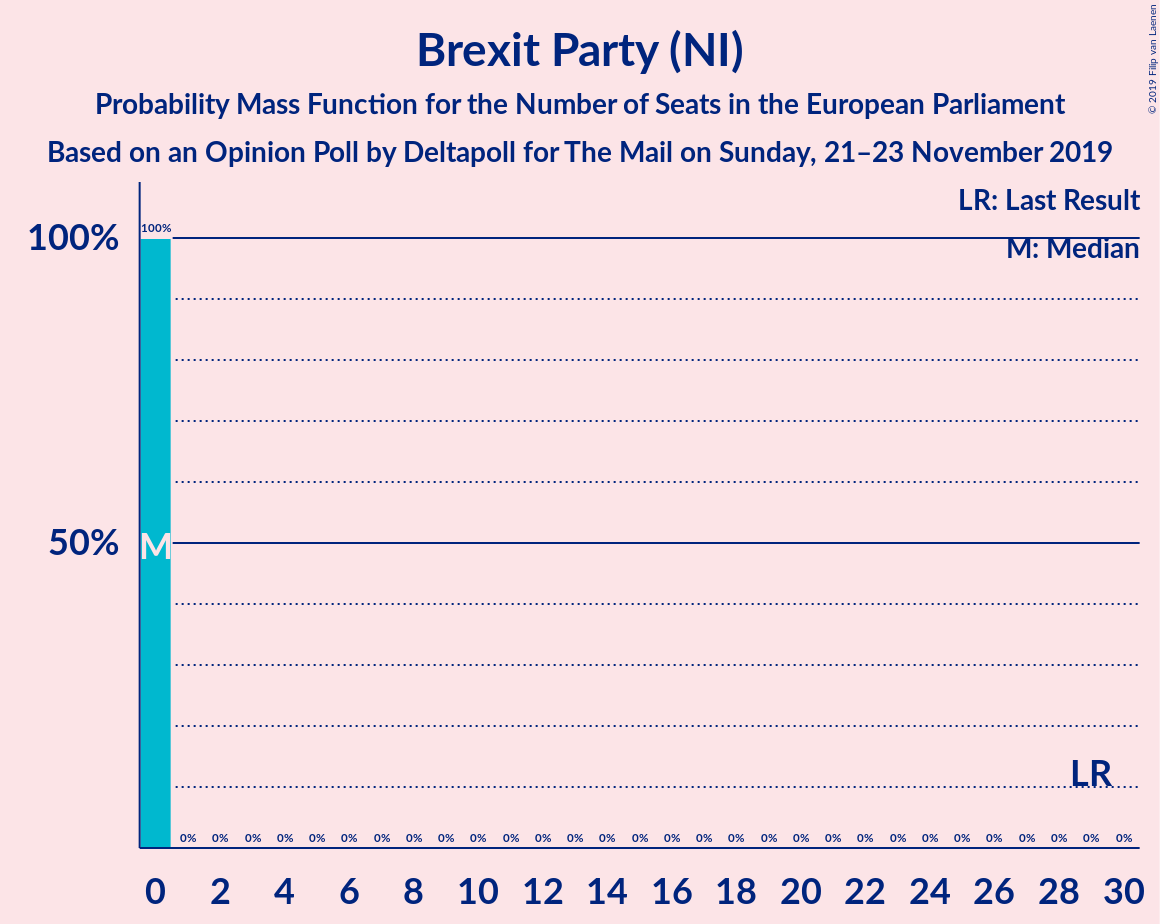 Brexit Party (NI)
Probability Mass Function for the Number of Seats in the European Parliament
Based on an Opinion Poll by Deltapoll for The Mail on Sunday, 21–23 November 2019
© 2019 Filip van Laenen
LR: Last Result
M: Median
100%
100%
50%
M
LR
0% 0% 0% 0% 0% 0% 0% 0% 0% 0% 0% 0% 0% 0% 0% 0% 0% 0% 0% 0% 0% 0% 0% 0% 0% 0% 0% 0% 0% 0%
0 2 4 6 8 10 12 14 16 18 20 22 24 26 28 30